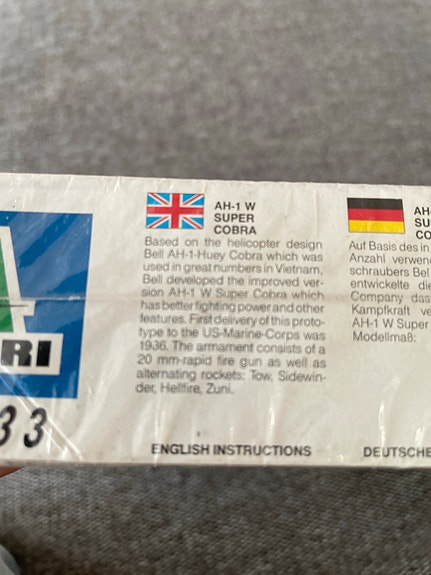 AH-1 W
SUPER
COBRA
Based on the helicopter design
Bell AH-1-Huey Cobra which was
used in great numbers in Vietnam,
Bell developed the improved ver-
sion AH-1 W Super Cobra which
has better fighting power and other
features. First delivery of this proto-
type to the US-Marine-Corps was
1936. The armament consists of a
20 mm-rapid fire gun as well as
alternating rockets: Tow, Sidewin-
der, Hellfire, Zuni.
ENGLISH INSTRUCTIONS
AH-
SU
CO
Auf Basis des in
Anzahl verwen
schraubers Bel
entwickelte die
Company das
Kampfkraft ve
AH-1 W Super
Modellmaß:
DEUTSCHE
RI
33